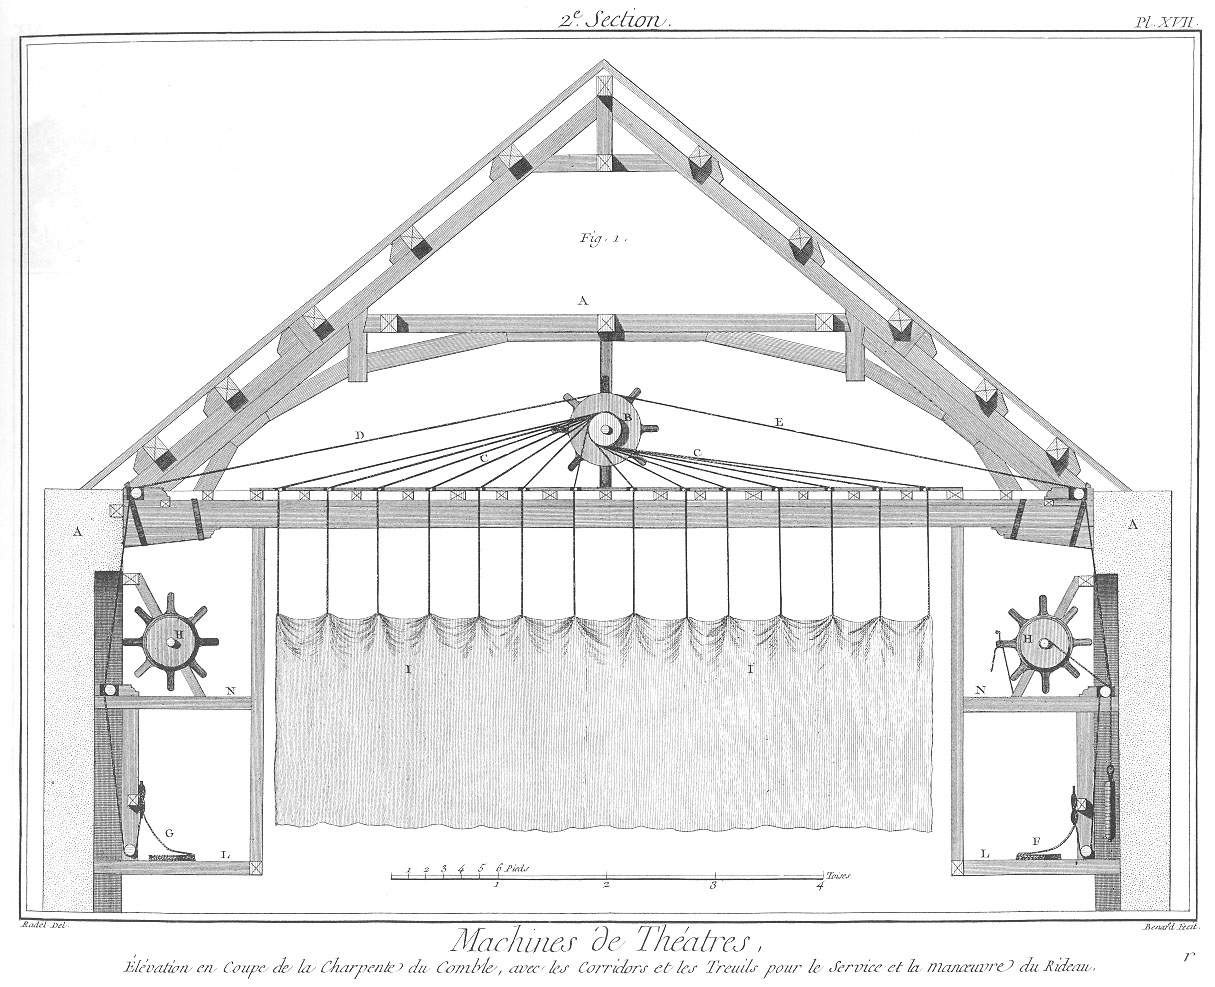 2e. Section.
Pl. XVII.
Fig. 1.
A
B
D
E
C
C
A
A
H
H
N
N
I
I
G
F
L
L
1 2 3 4 5 6 Pieds
1 2 3 4 Toises
Radel Del.
Benard Fecit.
Machines de Théatres,
Élévation en Coupe de la Charpente du Comble, avec les Corridors et les Treuils pour le Service et la manœuvre du Rideau.
r